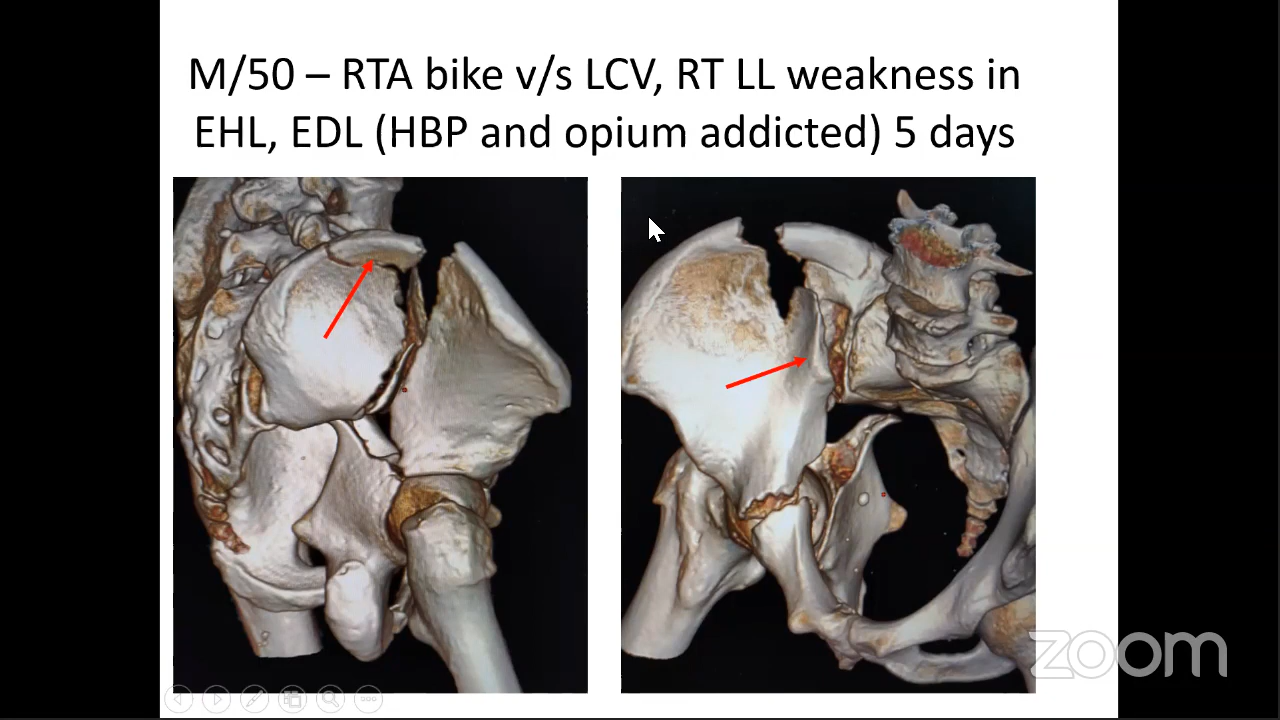 M/50 – RTA bike v/s LCV, RT LL weakness in
EHL, EDL (HBP and opium addicted) 5 days
zoom